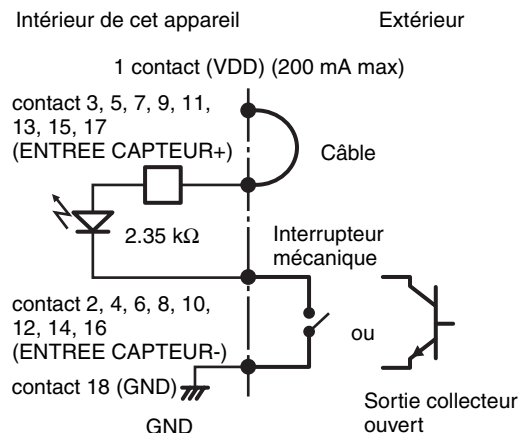 Intérieur de cet appareil
Extérieur
1 contact (VDD) (200 mA max)
contact 3, 5, 7, 9, 11,
13, 15, 17
(ENTREE CAPTEUR+)
Câble
2.35 kΩ
Interrupteur
mécanique
contact 2, 4, 6, 8, 10,
12, 14, 16
(ENTREE CAPTEUR-)
ou
contact 18 (GND)
GND
Sortie collecteur
ouvert